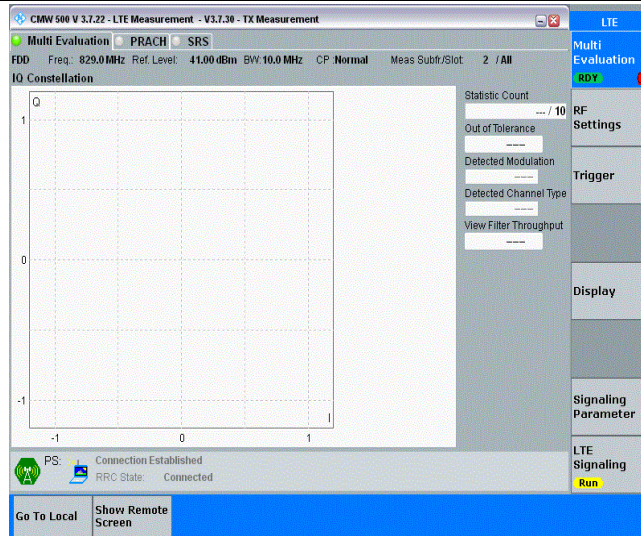 CMW 500 V 3.7.22 - LTE Measurement - V3.7.30 - TX Measurement
LTE
Multi Evaluation PRACH SRS
Multi
Evaluation
RDY
FDD Freq.: 829.0 MHz Ref. Level: 41.00 dBm BW: 10.0 MHz CP :Normal Meas Subfr./Slot: 2 / All
IQ Constellation
Q
1
0
-1
I
-1 0 1
Statistic Count
--- / 10
Out of Tolerance
---
Detected Modulation
---
Detected Channel Type
---
View Filter Throughput
---
RF
Settings
Trigger
Display
Signaling
Parameter
LTE
Signaling
Run
PS: Connection Established
RRC State: Connected
Go To Local
Show Remote
Screen